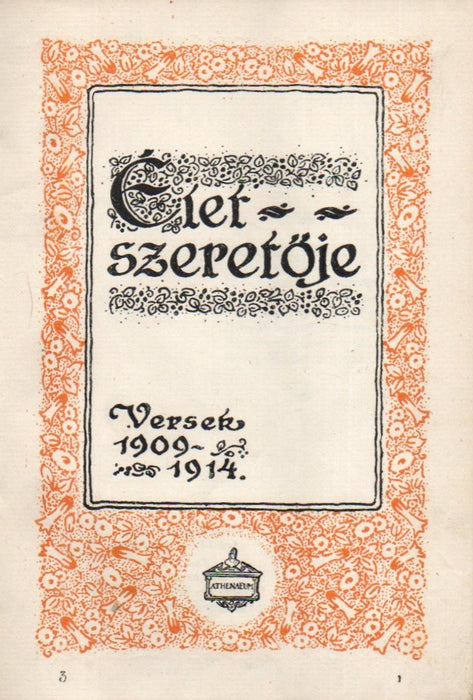 Élet
szeretője
Versek
1909-
1914.
ATHENAEUM
3 1